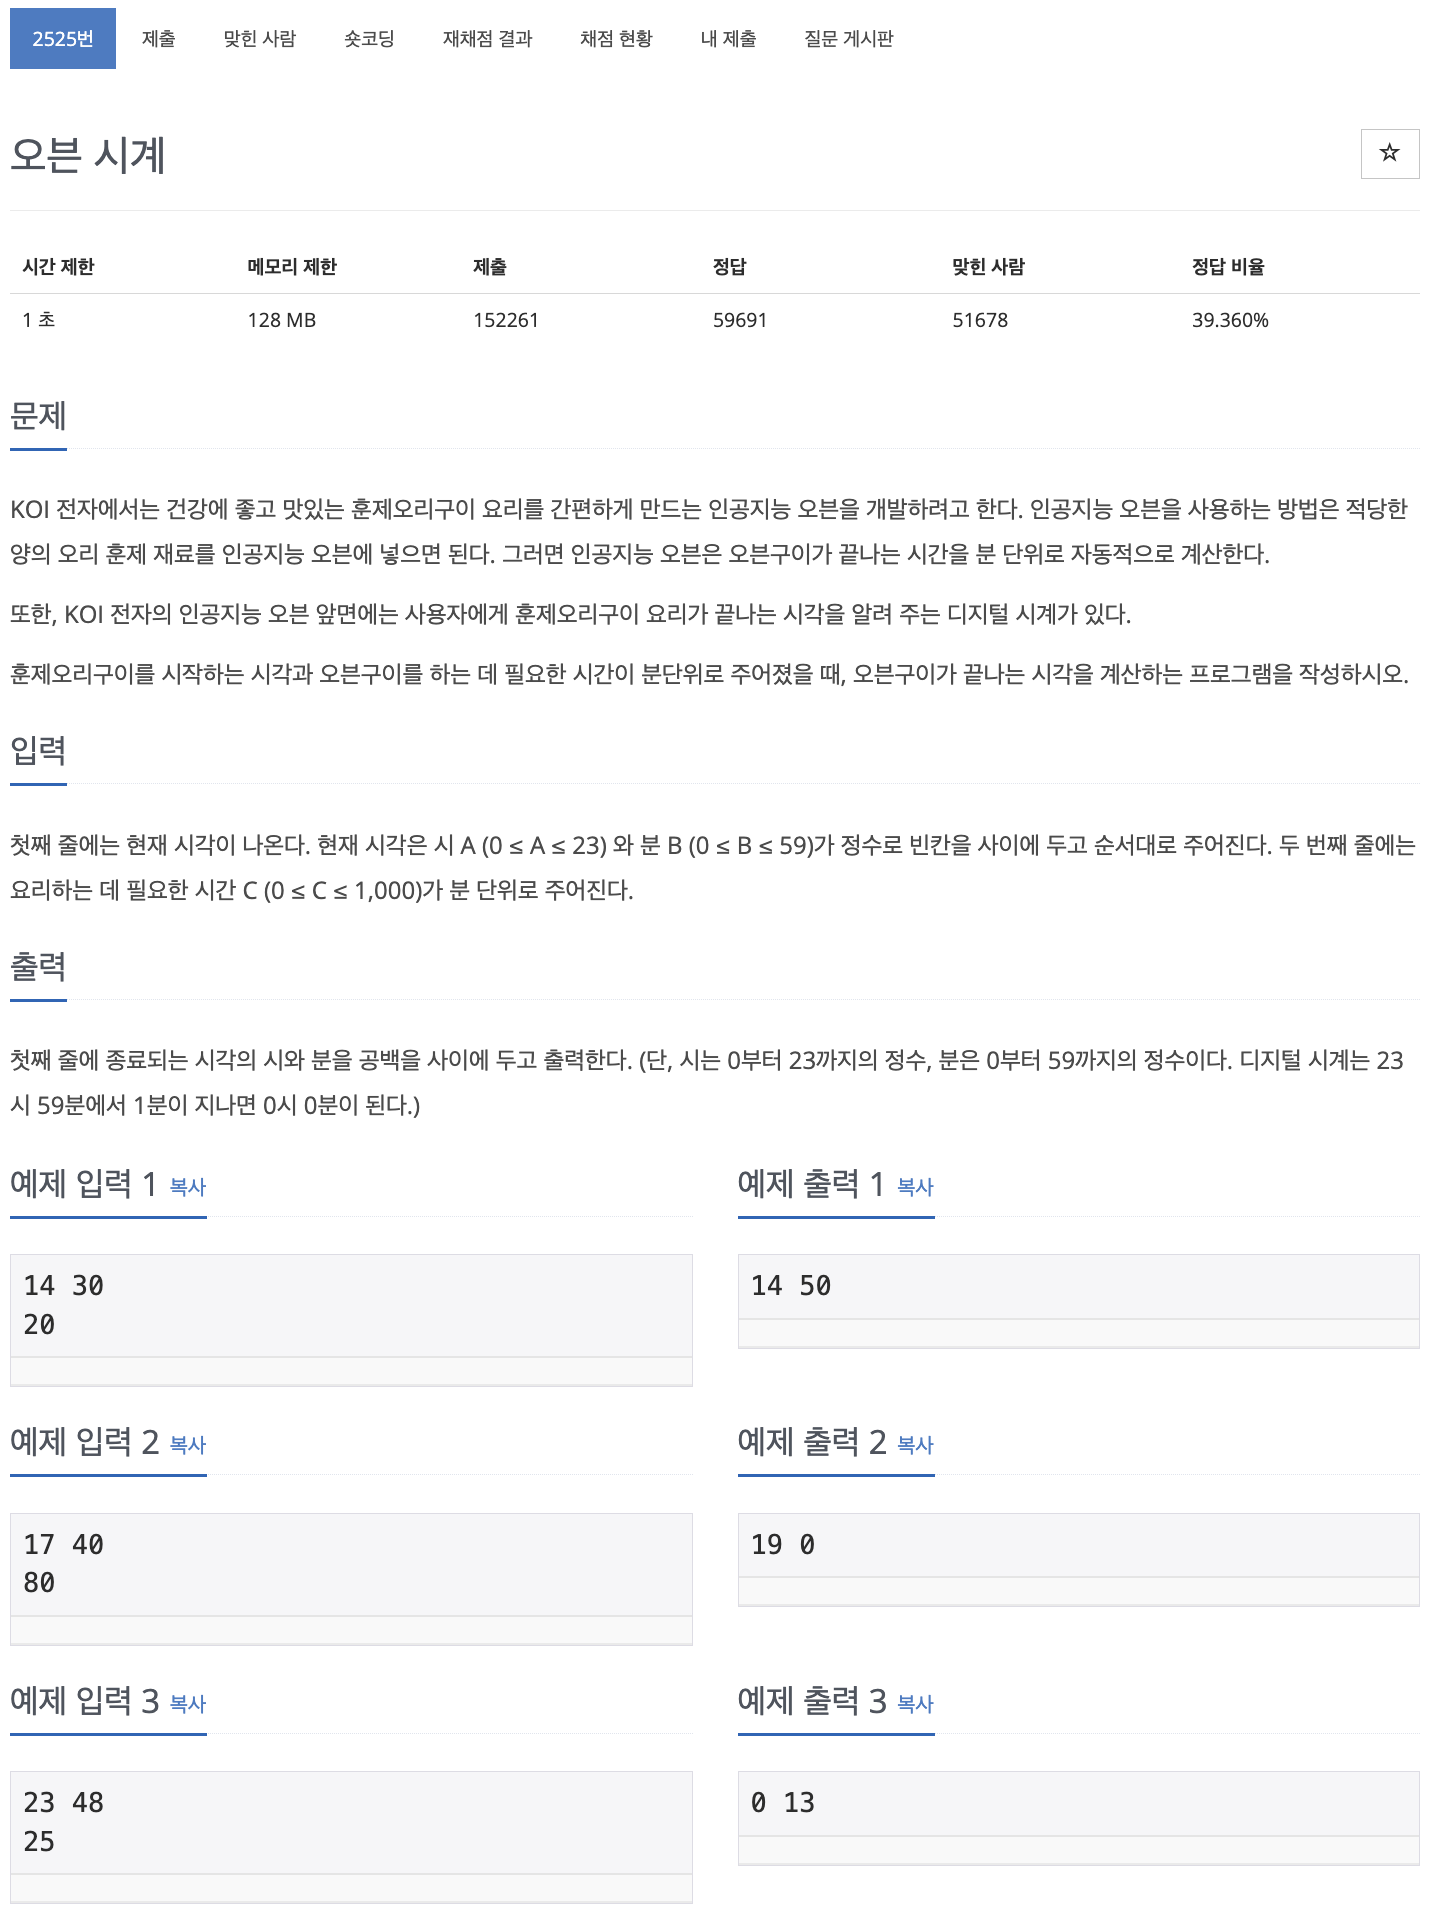 2525번 제출 맞힌 사람 숏코딩 재채점 결과 채점 현황 내 제출 질문 게시판
오븐 시계
시간 제한 메모리 제한 제출 정답 맞힌 사람 정답 비율
1 초 128 MB 152261 59691 51678 39.360%
문제
KOI 전자에서는 건강에 좋고 맛있는 훈제오리구이 요리를 간편하게 만드는 인공지능 오븐을 개발하려고 한다. 인공지능 오븐을 사용하는 방법은 적당한
양의 오리 훈제 재료를 인공지능 오븐에 넣으면 된다. 그러면 인공지능 오븐은 오븐구이가 끝나는 시간을 분 단위로 자동적으로 계산한다.
또한, KOI 전자의 인공지능 오븐 앞면에는 사용자에게 훈제오리구이 요리가 끝나는 시각을 알려 주는 디지털 시계가 있다.
훈제오리구이를 시작하는 시각과 오븐구이를 하는 데 필요한 시간이 분단위로 주어졌을 때, 오븐구이가 끝나는 시각을 계산하는 프로그램을 작성하시오.
입력
첫째 줄에는 현재 시각이 나온다. 현재 시각은 시 A (0 ≤ A ≤ 23) 와 분 B (0 ≤ B ≤ 59)가 정수로 빈칸을 사이에 두고 순서대로 주어진다. 두 번째 줄에는
요리하는 데 필요한 시간 C (0 ≤ C ≤ 1,000)가 분 단위로 주어진다.
출력
첫째 줄에 종료되는 시각의 시와 분을 공백을 사이에 두고 출력한다. (단, 시는 0부터 23까지의 정수, 분은 0부터 59까지의 정수이다. 디지털 시계는 23
시 59분에서 1분이 지나면 0시 0분이 된다.)
예제 입력 1 복사
14 30
20
예제 출력 1 복사
14 50
예제 입력 2 복사
17 40
80
예제 출력 2 복사
19 0
예제 입력 3 복사
23 48
25
예제 출력 3 복사
0 13